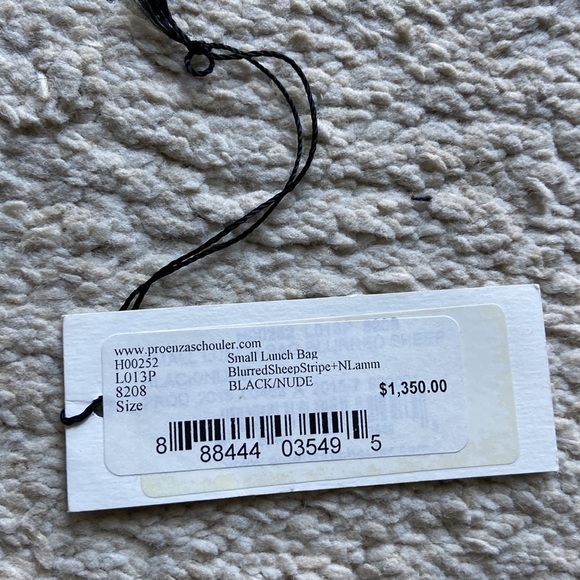 www.proenzaschouler.com
H00252 Small Lunch Bag
L013P BlurredSheepStripe+NLamm
8208 BLACK/NUDE $1,350.00
Size
8 88444 03549 5